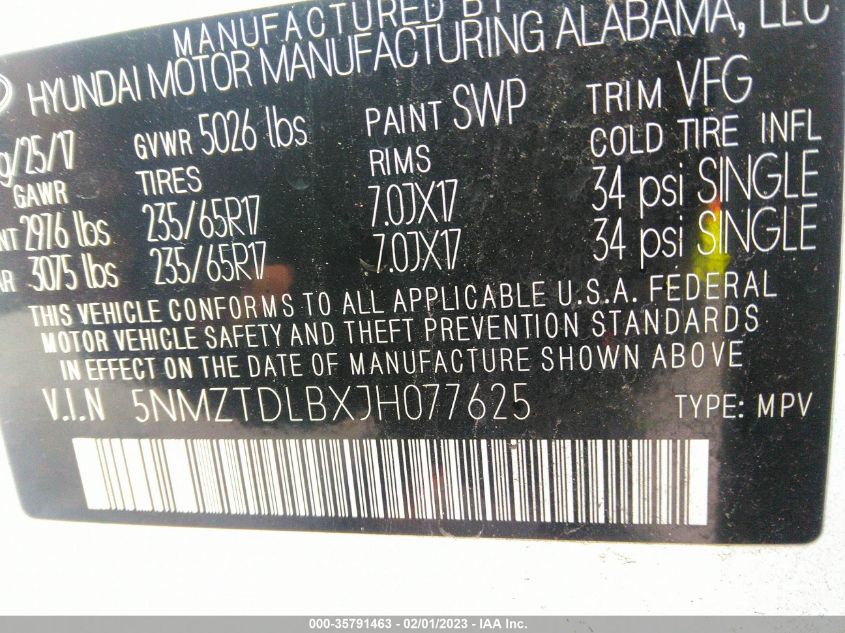 MANUFACTURED BY
HYUNDAI MOTOR MANUFACTURING ALABAMA, LLC
/25/17 GVWR 5026 lbs PAINT SWP TRIM VFG
GAWR TIRES RIMS COLD TIRE INFL
NT 2976 lbs 235/65R17 7.0JX17 34 psi SINGLE
AR 3075 lbs 235/65R17 7.0JX17 34 psi SINGLE
THIS VEHICLE CONFORMS TO ALL APPLICABLE U.S.A. FEDERAL
MOTOR VEHICLE SAFETY AND THEFT PREVENTION STANDARDS
IN EFFECT ON THE DATE OF MANUFACTURE SHOWN ABOVE
V.I.N 5NMZTDLBXJH077625 TYPE: MPV
000-35791463 - 02/01/2023 - IAA Inc.